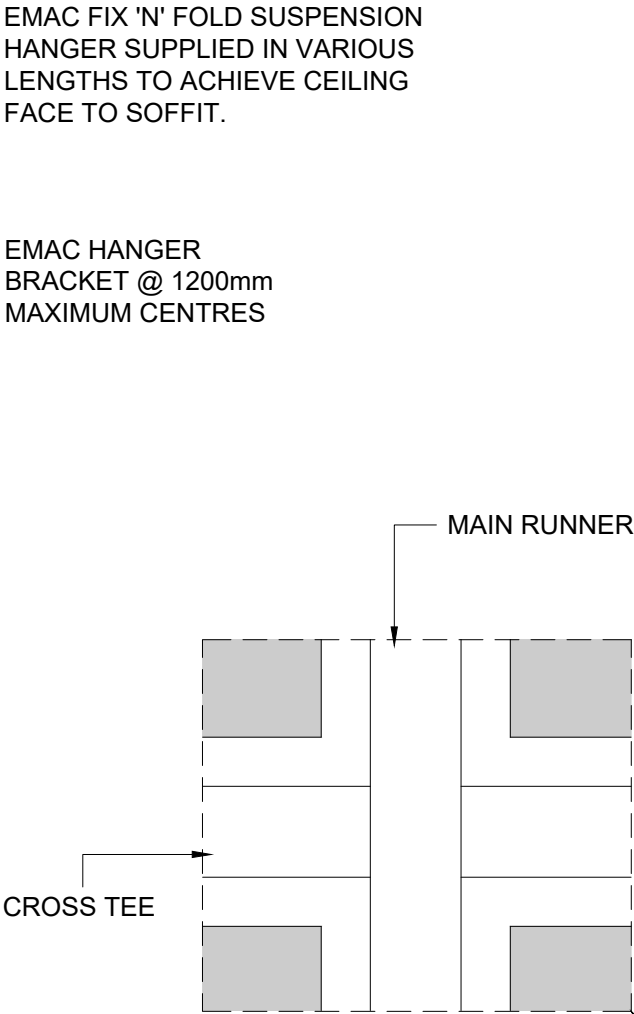 EMAC FIX 'N' FOLD SUSPENSION
HANGER SUPPLIED IN VARIOUS
LENGTHS TO ACHIEVE CEILING
FACE TO SOFFIT.
EMAC HANGER
BRACKET @ 1200mm
MAXIMUM CENTRES
MAIN RUNNER
CROSS TEE